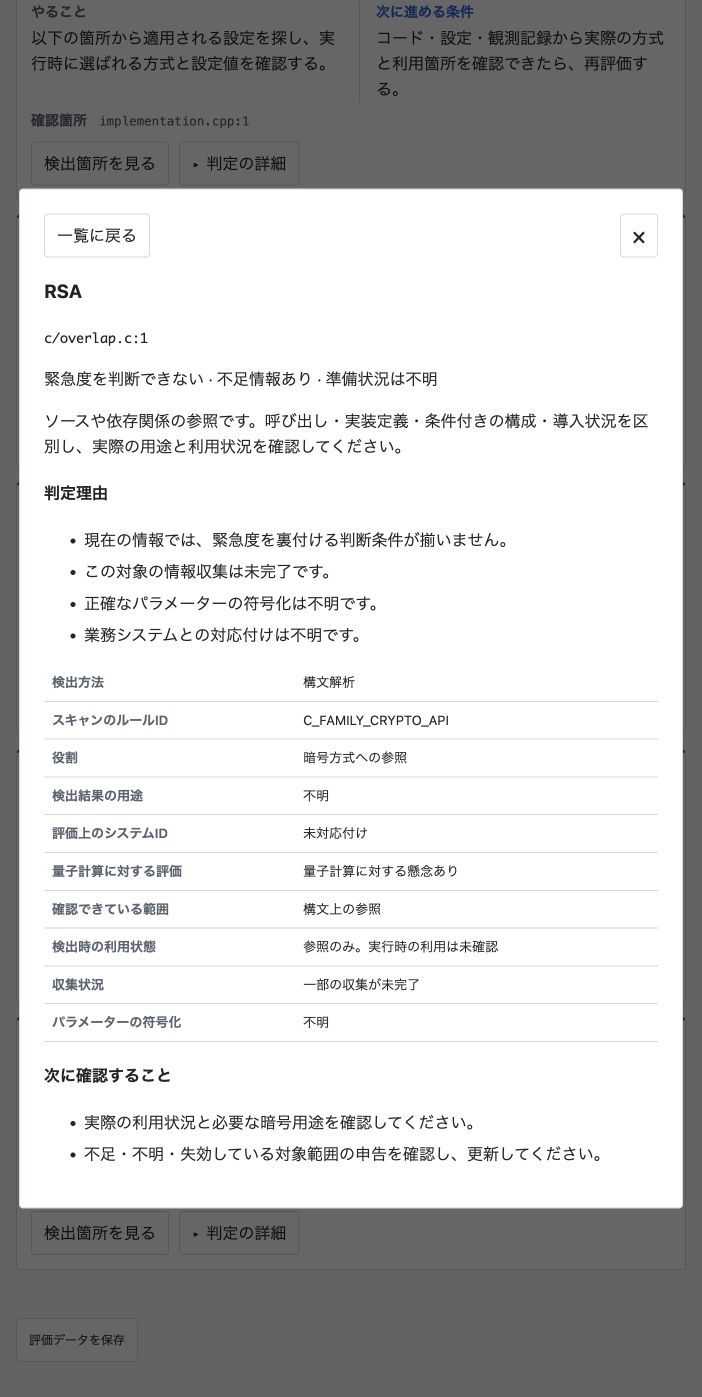 やること
以下の箇所から適用される設定を探し、実
行時に選ばれる方式と設定値を確認する。
次に進める条件
コード・設定・観測記録から実際の方式
と利用箇所を確認できたら、再評価す
る。
確認箇所 implementation.cpp:1
検出箇所を見る
▸ 判定の詳細
一覧に戻る
×
RSA
c/overlap.c:1
緊急度を判断できない · 不足情報あり · 準備状況は不明
ソースや依存関係の参照です。呼び出し・実装定義・条件付きの構成・導入状況を区
別し、実際の用途と利用状況を確認してください。
判定理由
• 現在の情報では、緊急度を裏付ける判断条件が揃いません。
• この対象の情報収集は未完了です。
• 正確なパラメーターの符号化は不明です。
• 業務システムとの対応付けは不明です。
検出方法 構文解析
スキャンのルールID C_FAMILY_CRYPTO_API
役割 暗号方式への参照
検出結果の用途 不明
評価上のシステムID 未対応付け
量子計算に対する評価 量子計算に対する懸念あり
確認できている範囲 構文上の参照
検出時の利用状態 参照のみ。実行時の利用は未確認
収集状況 一部の収集が未完了
パラメーターの符号化 不明
次に確認すること
• 実際の利用状況と必要な暗号用途を確認してください。
• 不足・不明・失効している対象範囲の申告を確認し、更新してください。
検出箇所を見る
▸ 判定の詳細
評価データを保存